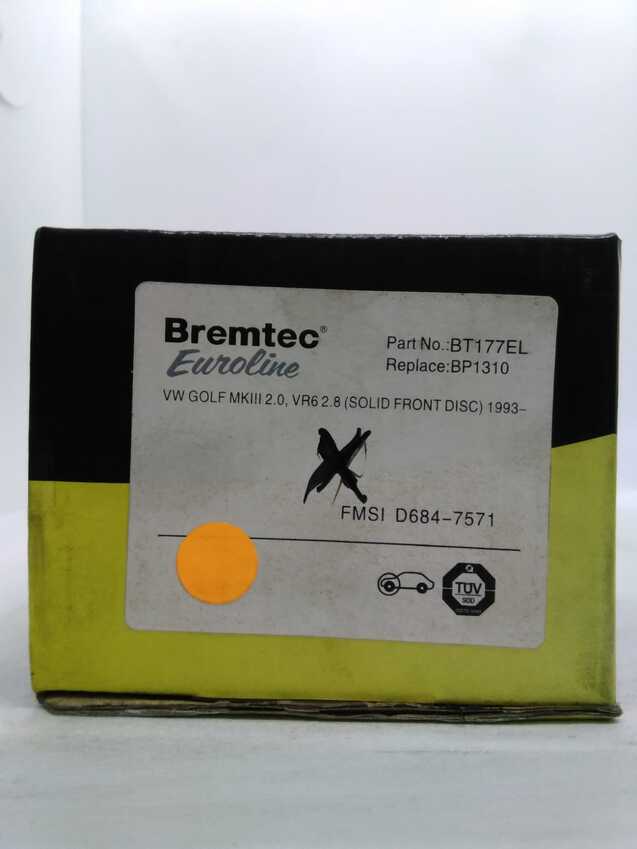 Bremtec®
Euroline
Part No.:BT177EL
Replace:BP1310
VW GOLF MKIII 2.0, VR6 2.8 (SOLID FRONT DISC) 1993-
X
FMSI D684-7571
TÜV
SÜD